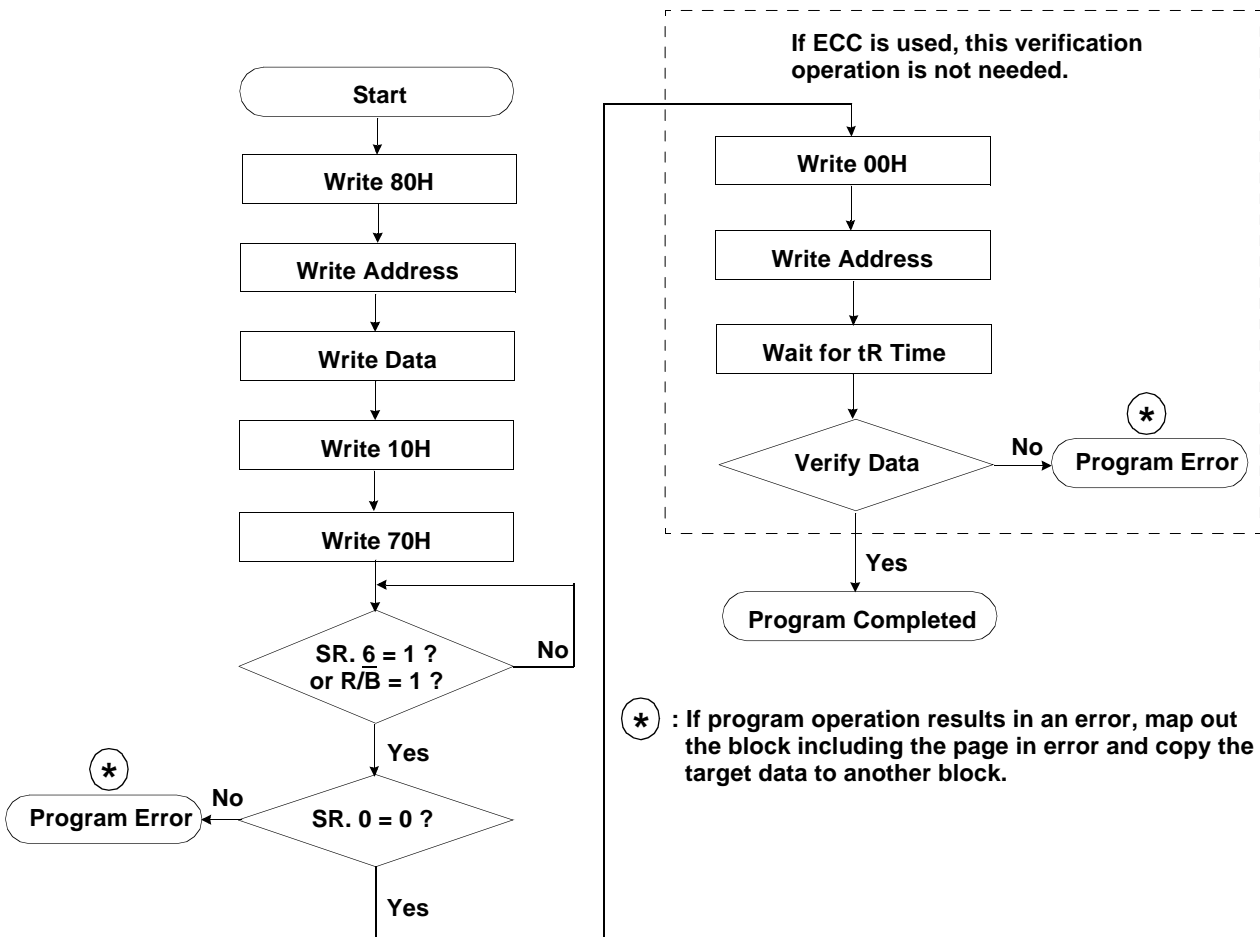 Start
Write 80H
Write Address
Write Data
Write 10H
Write 70H
SR. 6 = 1 ?
or R/B = 1 ?
No
Yes
*
No
Program Error
SR. 0 = 0 ?
Yes
If ECC is used, this verification
operation is not needed.
Write 00H
Write Address
Wait for tR Time
Verify Data
No
*
Program Error
Yes
Program Completed
* : If program operation results in an error, map out
the block including the page in error and copy the
target data to another block.